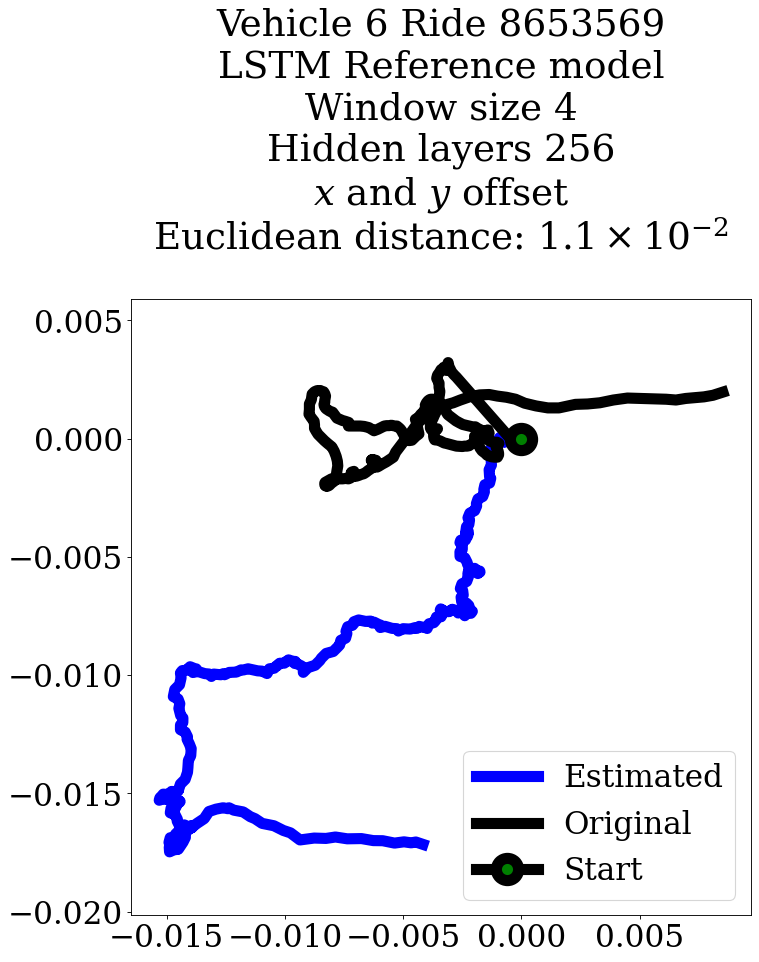 Vehicle 6 Ride 8653569
LSTM Reference model
Window size 4
Hidden layers 256
x and y offset
Euclidean distance: 1.1 × 10⁻²
0.005
0.000
−0.005
−0.010
−0.015
−0.020
Estimated
Original
Start
−0.015 −0.010 −0.005 0.000 0.005